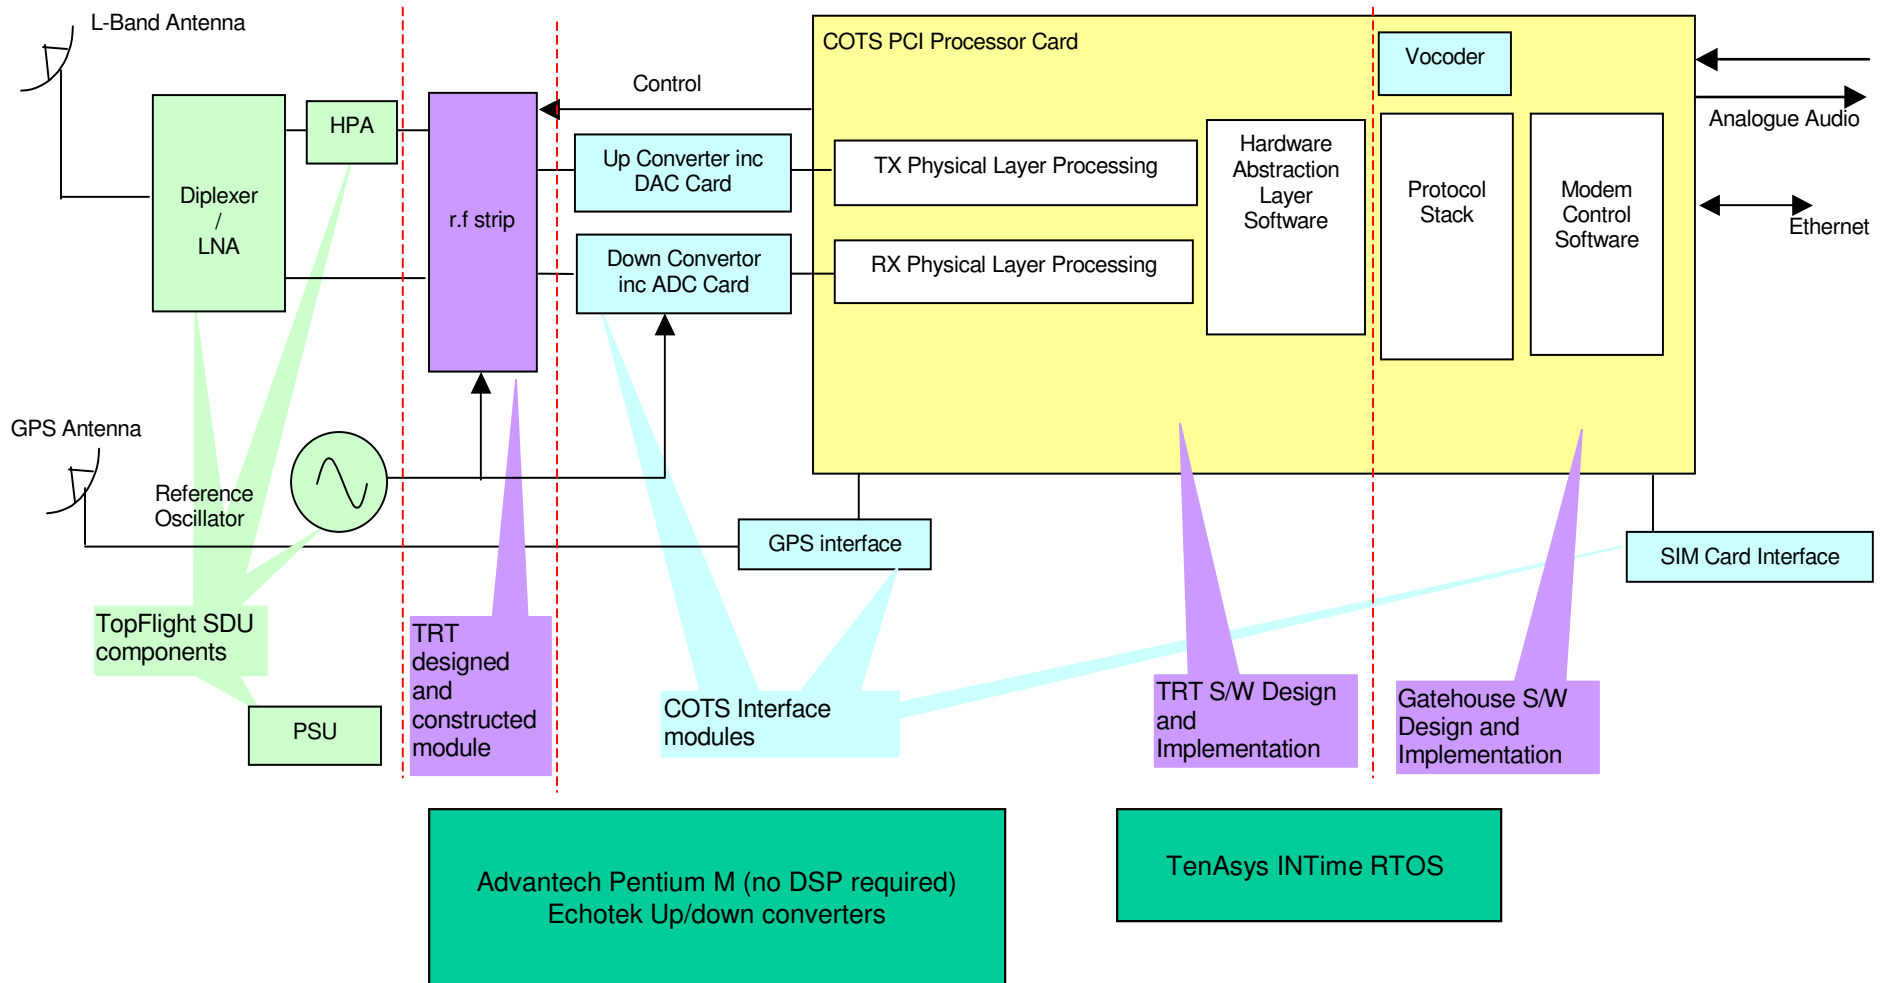 L-Band Antenna
COTS PCI Processor Card
Vocoder
Control
HPA
Analogue Audio
Up Converter inc
DAC Card
TX Physical Layer Processing
Hardware
Abstraction
Layer
Software
Diplexer
/
LNA
r.f strip
Protocol
Stack
Modem
Control
Software
Ethernet
Down Convertor
inc ADC Card
RX Physical Layer Processing
GPS Antenna
Reference
Oscillator
GPS interface
SIM Card Interface
TopFlight SDU
components
TRT
designed
and
constructed
module
COTS Interface
modules
TRT S/W Design
and
Implementation
Gatehouse S/W
Design and
Implementation
PSU
Advantech Pentium M (no DSP required)
Echotek Up/down converters
TenAsys INTime RTOS